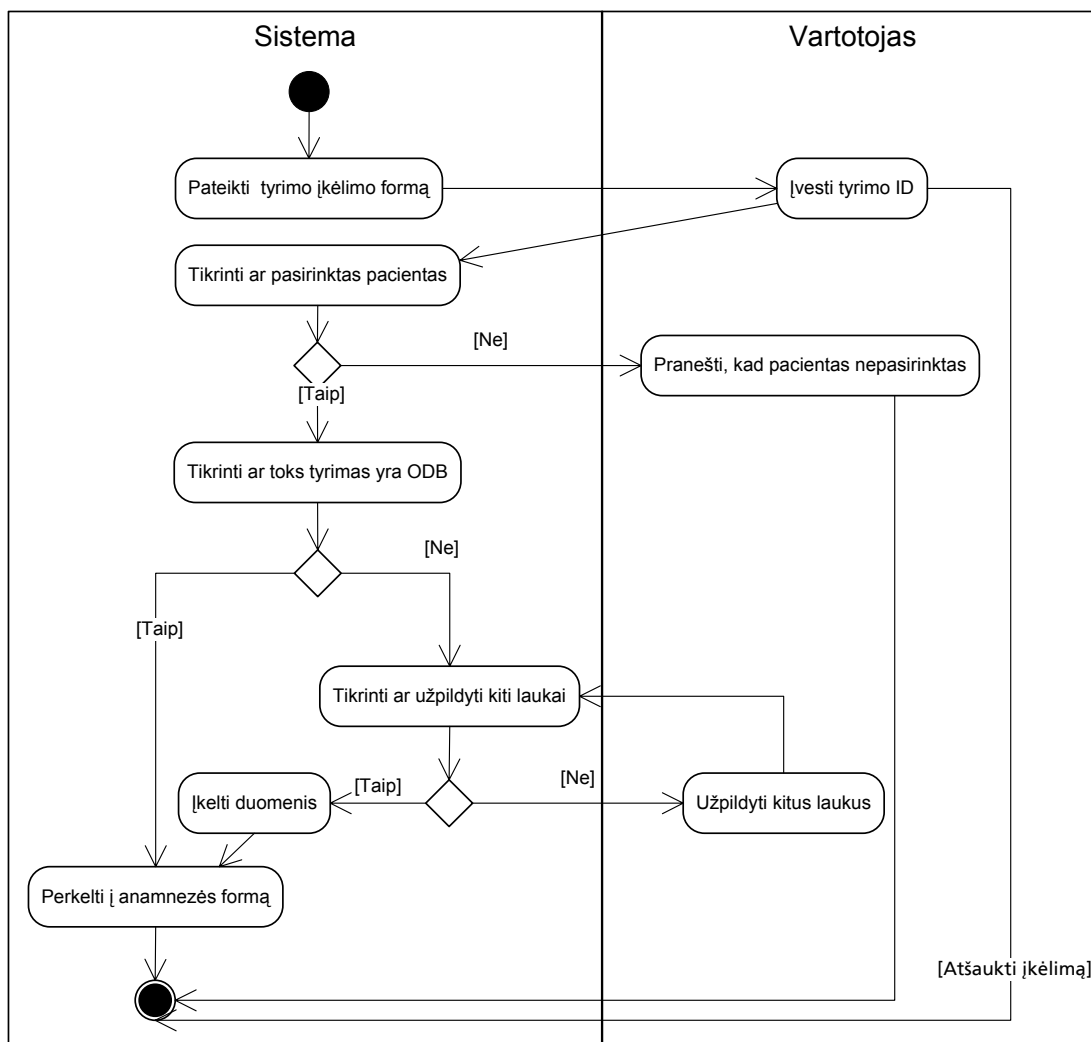 Sistema
Vartotojas
Pateikti  tyrimo įkėlimo formą
Įvesti tyrimo ID
Tikrinti ar pasirinktas pacientas
[Ne]
Pranešti, kad pacientas nepasirinktas
[Taip]
Tikrinti ar toks tyrimas yra ODB
[Ne]
[Taip]
Tikrinti ar užpildyti kiti laukai
Įkelti duomenis
[Taip]
[Ne]
Užpildyti kitus laukus
Perkelti į anamnezės formą
[Atšaukti įkėlimą]